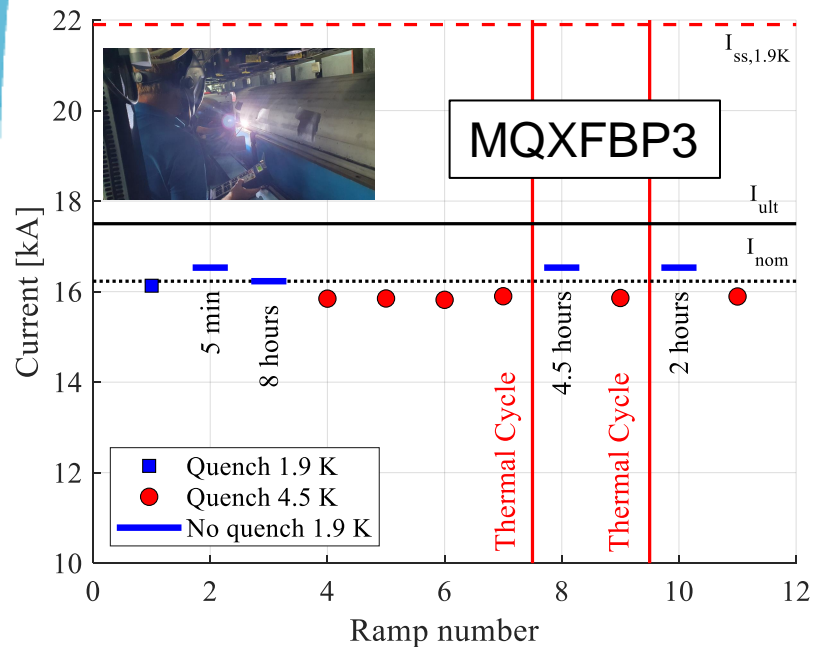 22
20
18
16
14
12
10
Current [kA]
I_ss,1.9K
MQXFBP3
I_ult
I_nom
5 min
8 hours
4.5 hours
2 hours
Thermal Cycle
Thermal Cycle
Quench 1.9 K
Quench 4.5 K
No quench 1.9 K
0 2 4 6 8 10 12
Ramp number